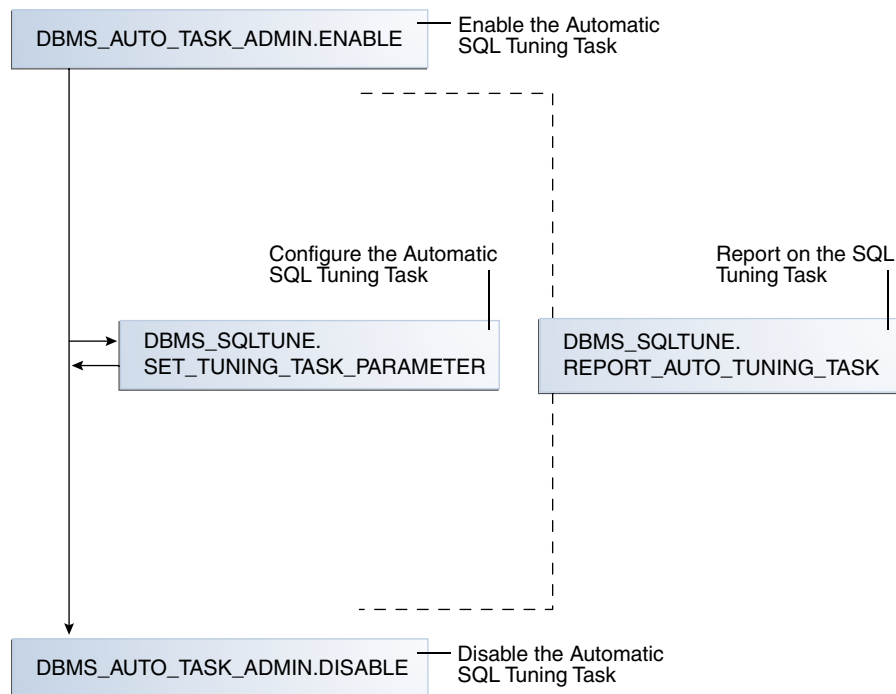 DBMS_AUTO_TASK_ADMIN.ENABLE
Enable the Automatic
SQL Tuning Task
Configure the Automatic
SQL Tuning Task
DBMS_SQLTUNE.
SET_TUNING_TASK_PARAMETER
Report on the SQL
Tuning Task
DBMS_SQLTUNE.
REPORT_AUTO_TUNING_TASK
DBMS_AUTO_TASK_ADMIN.DISABLE
Disable the Automatic
SQL Tuning Task